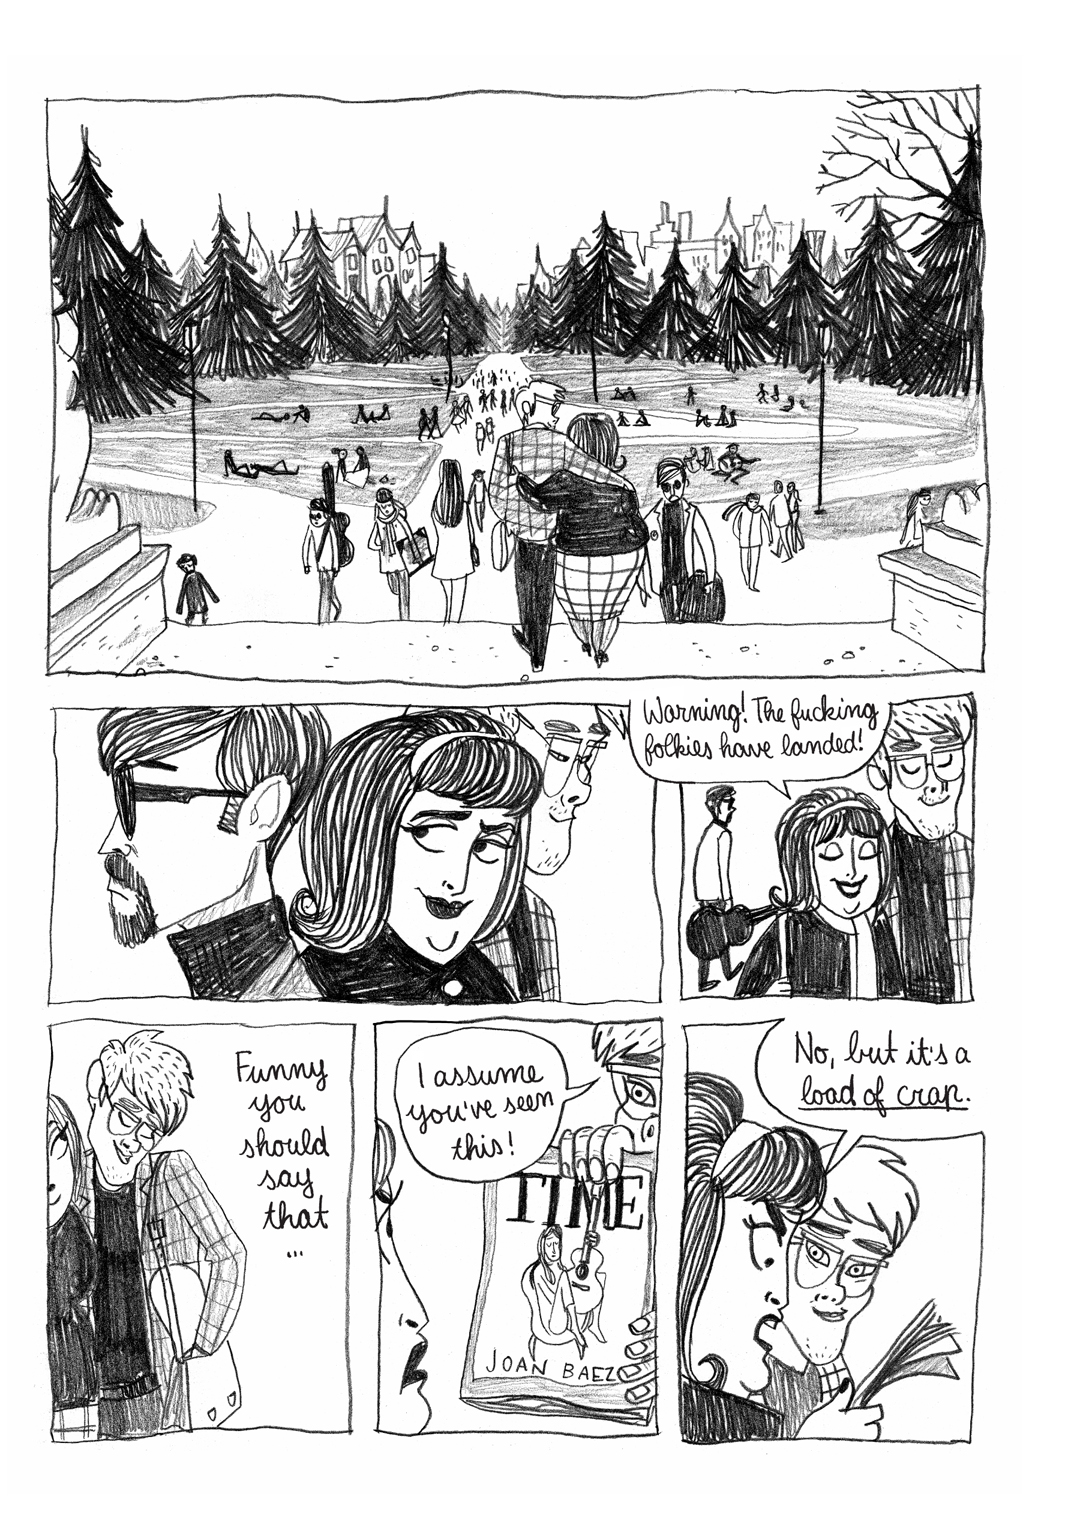 Warning! The fucking
folkies have landed!
Funny
you
should
say
that
...
I assume
you've seen
this!
TIME
JOAN BAEZ
No, but it's a
load of crap.